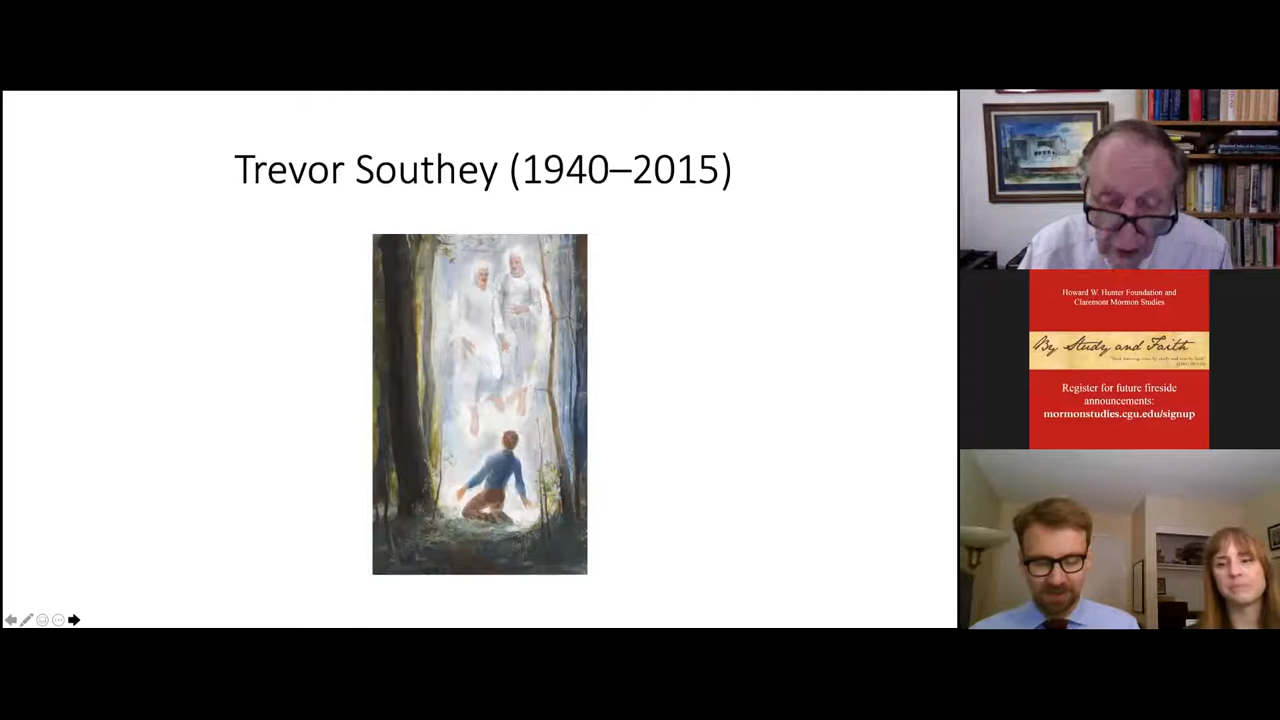 Trevor Southey (1940–2015)
Howard W. Hunter Foundation and
Claremont Mormon Studies
By Study and Faith
Register for future fireside
announcements:
mormonstudies.cgu.edu/signup